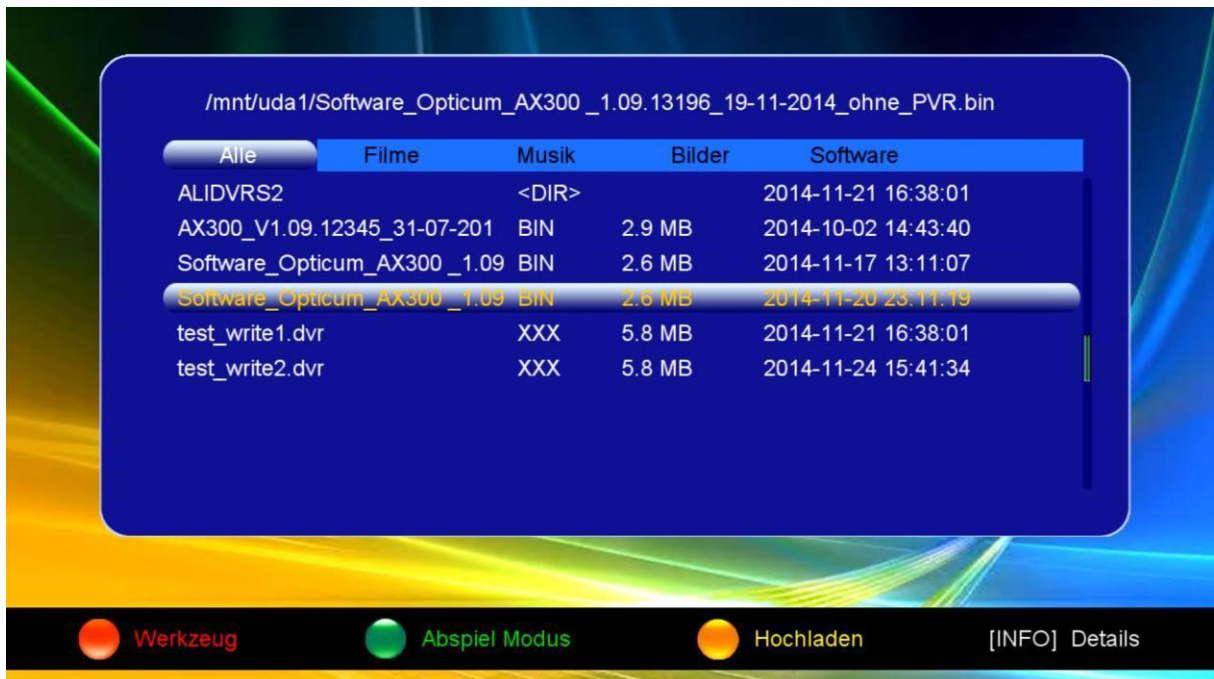 /mnt/uda1/Software_Opticum_AX300 _1.09.13196_19-11-2014_ohne_PVR.bin
Alle Filme Musik Bilder Software
ALIDVRS2 <DIR> 2014-11-21 16:38:01
AX300_V1.09.12345_31-07-201 BIN 2.9 MB 2014-10-02 14:43:40
Software_Opticum_AX300 _1.09 BIN 2.6 MB 2014-11-17 13:11:07
Software_Opticum_AX300 _1.09 BIN 2.6 MB 2014-11-20 23:11:19
test_write1.dvr XXX 5.8 MB 2014-11-21 16:38:01
test_write2.dvr XXX 5.8 MB 2014-11-24 15:41:34
Werkzeug Abspiel Modus Hochladen [INFO] Details